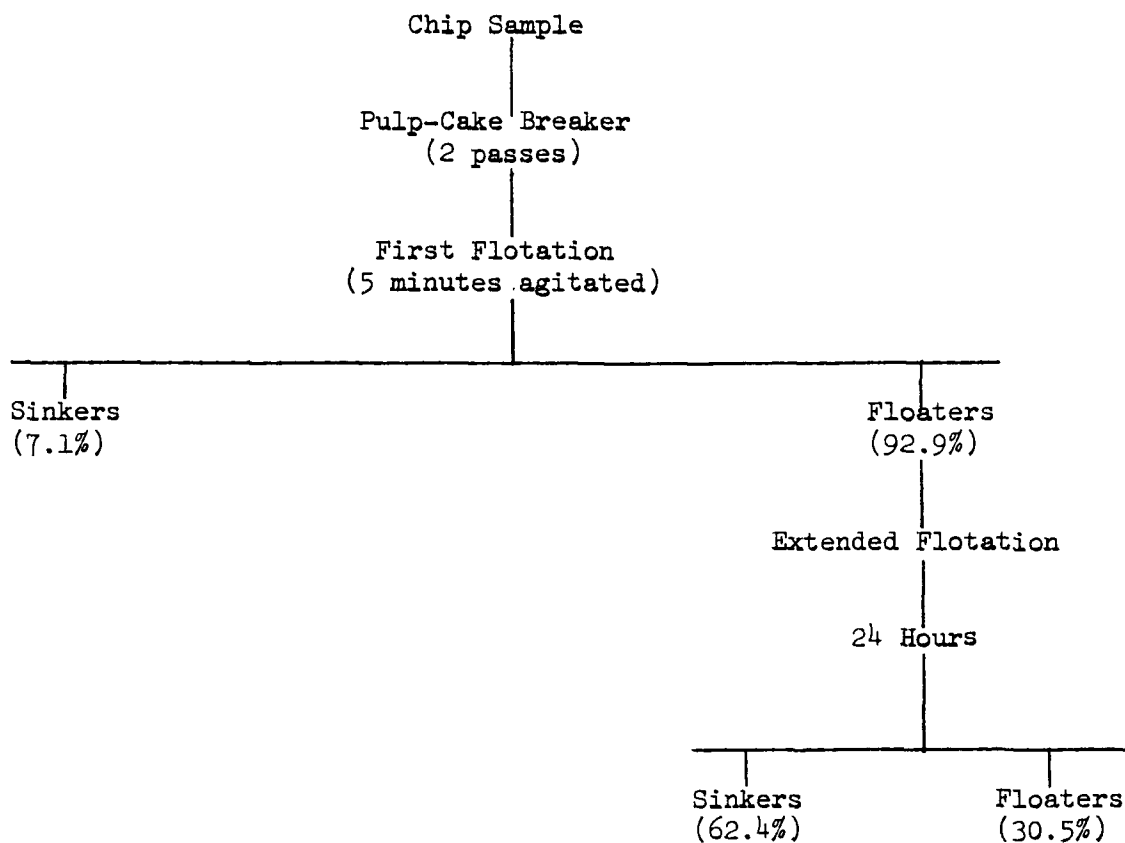 Chip Sample
Pulp-Cake Breaker
(2 passes)
First Flotation
(5 minutes agitated)
Sinkers
(7.1%)
Floaters
(92.9%)
Extended Flotation
24 Hours
Sinkers
(62.4%)
Floaters
(30.5%)